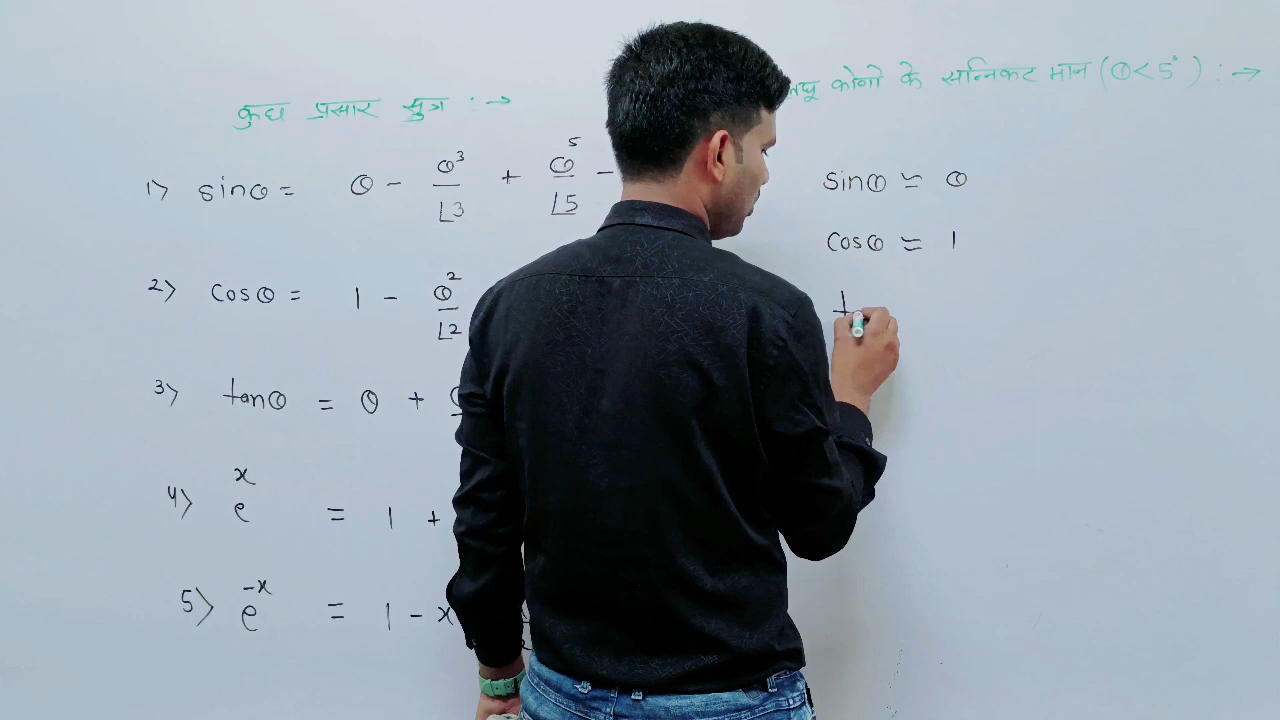 कुछ प्रसार सुत्र :→
1) sinθ = θ - θ³/⌊3 + θ⁵/⌊5 -
2) cosθ = 1 - θ²/⌊2
3) tanθ = θ +
4) eˣ = 1 +
5) e⁻ˣ = 1 - x
कोणो के सन्निकट मान (θ<5°) :→
sinθ ≃ θ
cosθ ≃ 1